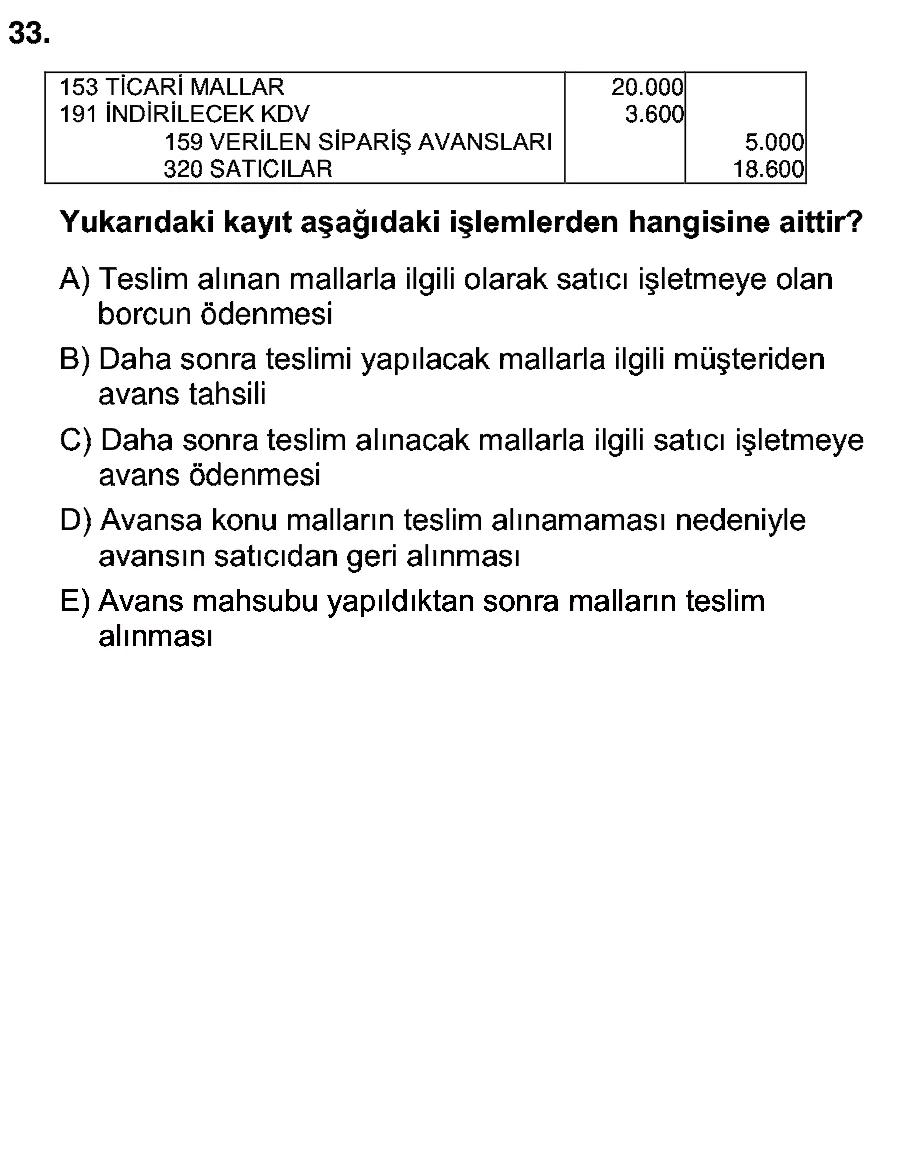 33.
153 TİCARİ MALLAR 20.000
191 İNDİRİLECEK KDV 3.600
159 VERİLEN SİPARİŞ AVANSLARI 5.000
320 SATICILAR 18.600
Yukarıdaki kayıt aşağıdaki işlemlerden hangisine aittir?
A) Teslim alınan mallarla ilgili olarak satıcı işletmeye olan
borcun ödenmesi
B) Daha sonra teslimi yapılacak mallarla ilgili müşteriden
avans tahsili
C) Daha sonra teslim alınacak mallarla ilgili satıcı işletmeye
avans ödenmesi
D) Avansa konu malların teslim alınamaması nedeniyle
avansın satıcıdan geri alınması
E) Avans mahsubu yapıldıktan sonra malların teslim
alınması